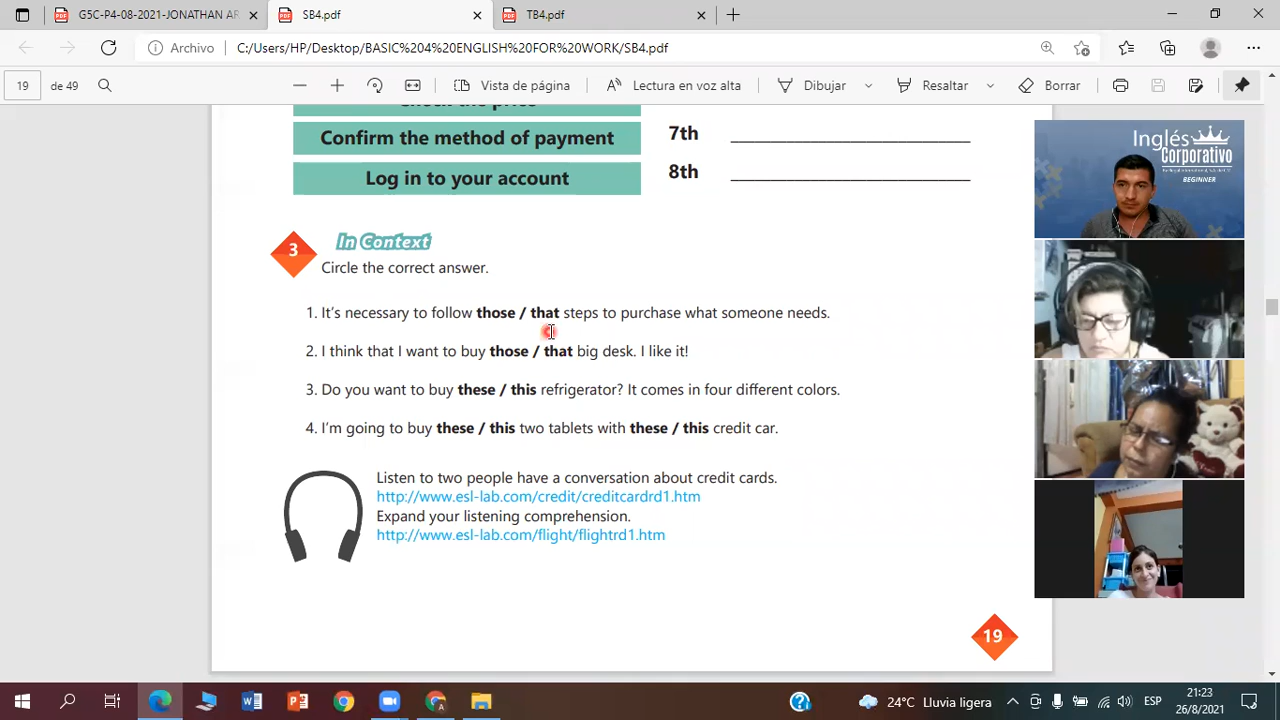 G5C-P4-08-2021-JONATHAN AR
SB4.pdf
TB4.pdf
Archivo
C:/Users/HP/Desktop/BASIC%204%20ENGLISH%20FOR%20WORK/SB4.pdf
19
de 49
Vista de página
Lectura en voz alta
Dibujar
Resaltar
Borrar
Check the price
Confirm the method of payment
7th
Log in to your account
8th
3
In Context
Circle the correct answer.
1. It's necessary to follow those / that steps to purchase what someone needs.
2. I think that I want to buy those / that big desk. I like it!
3. Do you want to buy these / this refrigerator? It comes in four different colors.
4. I'm going to buy these / this two tablets with these / this credit car.
Listen to two people have a conversation about credit cards.
http://www.esl-lab.com/credit/creditcardrd1.htm
Expand your listening comprehension.
http://www.esl-lab.com/flight/flightrd1.htm
19
Inglés
Corporativo
BEGINNER
24°C Lluvia ligera
ESP
21:23
26/8/2021